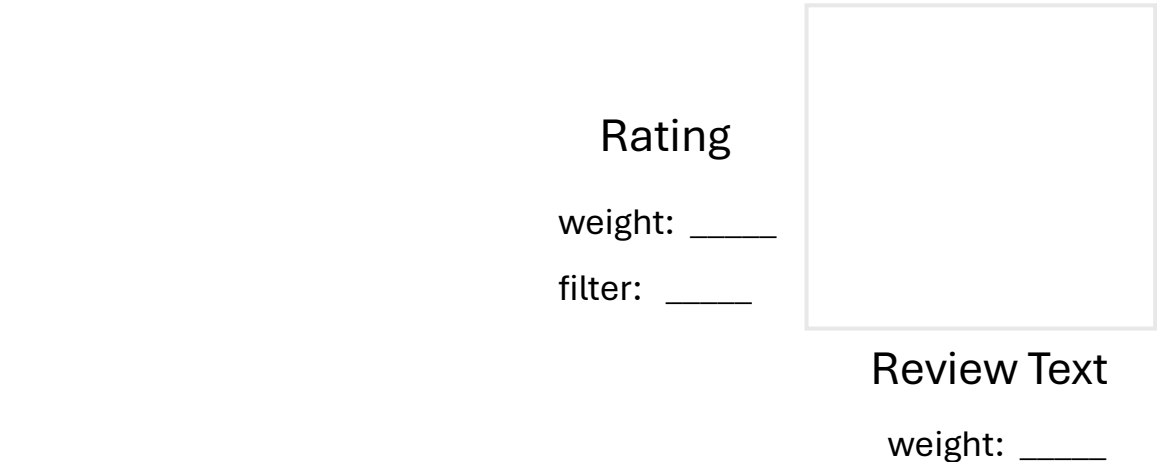 Rating
weight: _____
filter: _____
Review Text
weight: _____